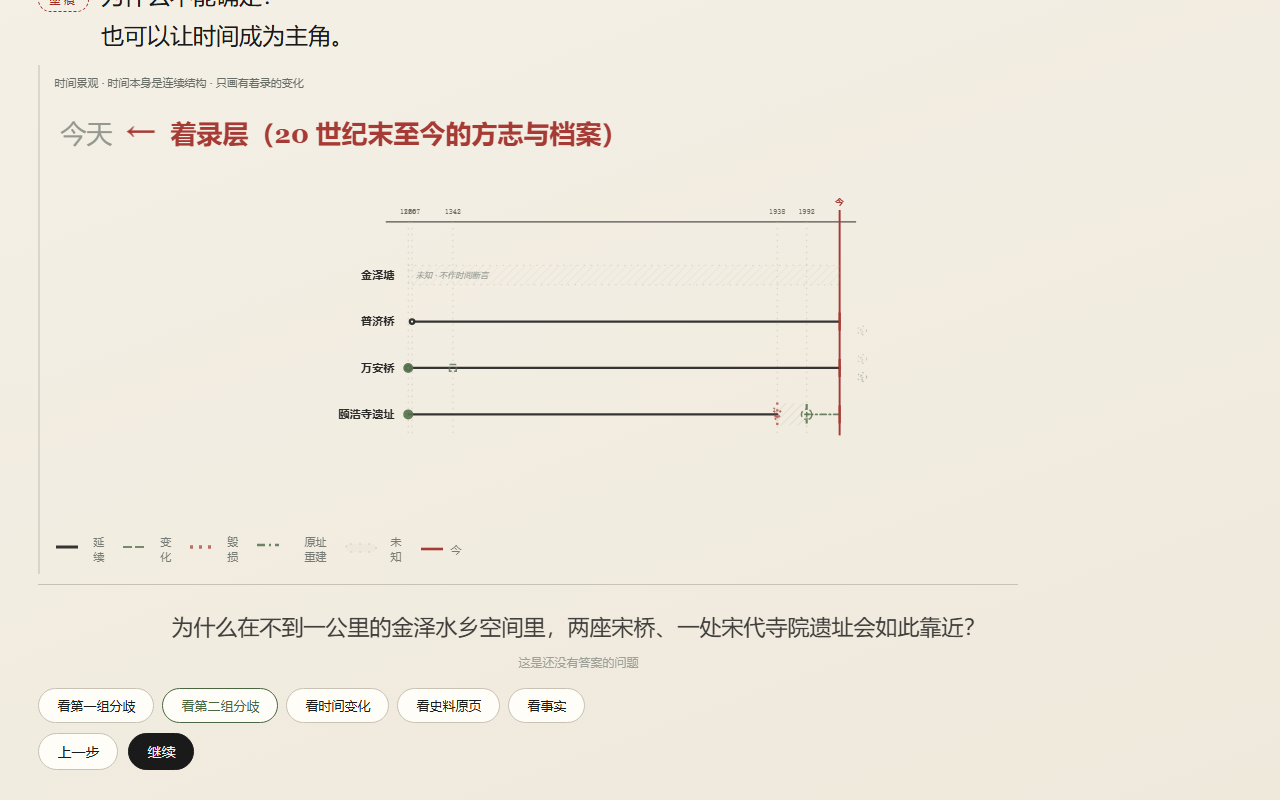 也可以让时间成为主角。
时间景观 · 时间本身是连续结构 · 只画有着录的变化
今天 ← 着录层（20 世纪末至今的方志与档案）
今
1342 1938 1992
金泽塘 未知 · 不作时间断言
普济桥
万安桥
颐浩寺遗址
延续 变化 毁损 原址重建 未知 今
为什么在不到一公里的金泽水乡空间里，两座宋桥、一处宋代寺院遗址会如此靠近？
这是还没有答案的问题
看第一组分歧 看第二组分歧 看时间变化 看史料原页 看事实
上一步 继续